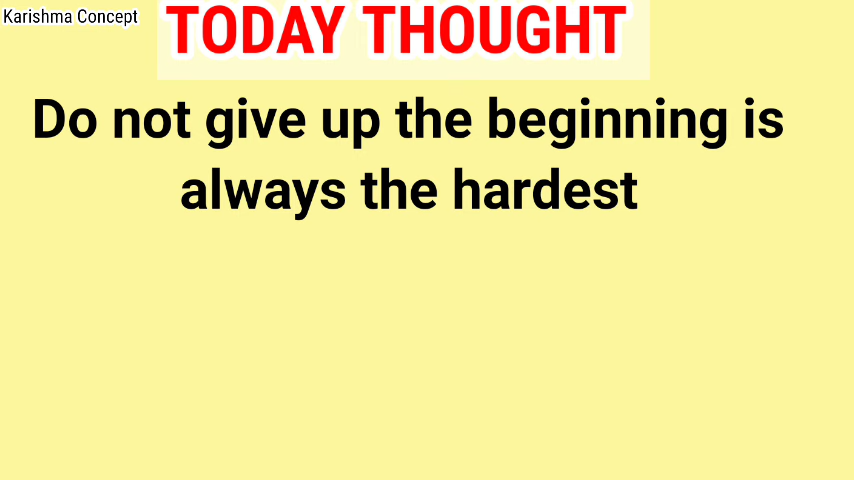 Karishma Concept
TODAY THOUGHT
Do not give up the beginning is
always the hardest